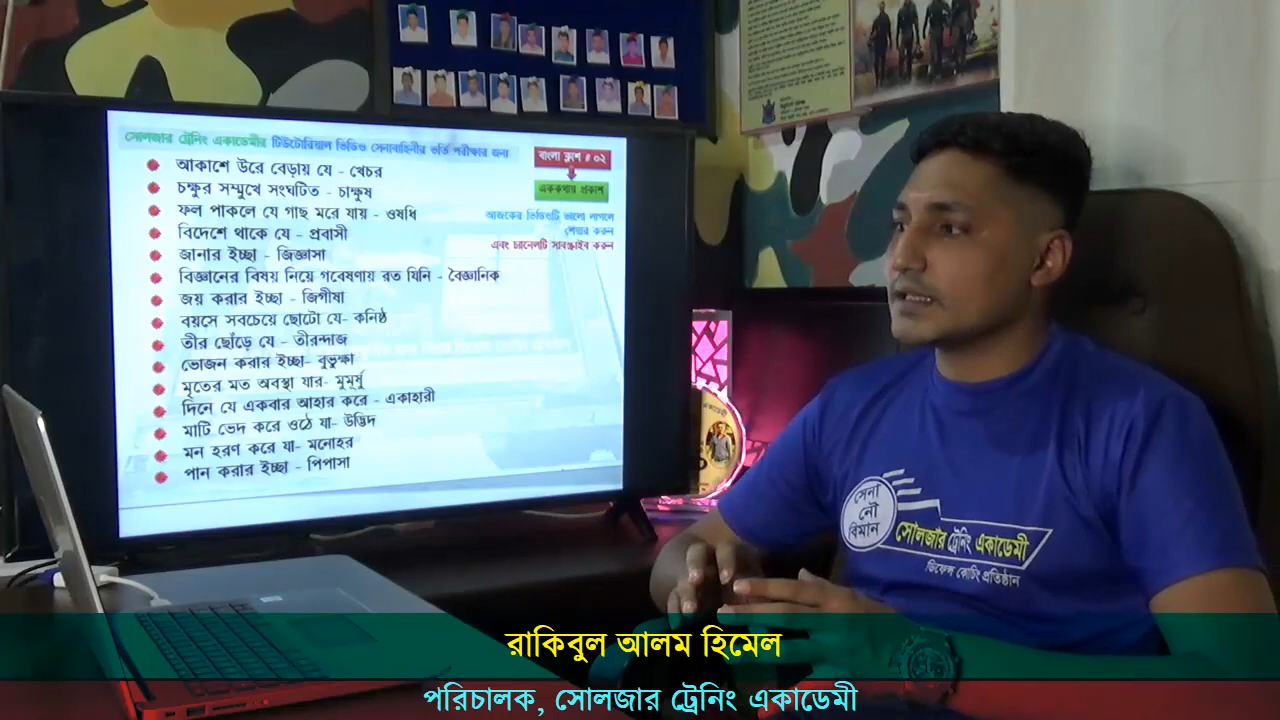 সোলজার ট্রেনিং একাডেমীর টিউটোরিয়াল ভিডিও সেনাবাহিনীর ভর্তি পরীক্ষার জন্য
বাংলা ক্লাশ # ০২
এককথায় প্রকাশ
আজকের ভিডিওটি ভালো লাগলে
শেয়ার করুন
এবং চ্যানেলটি সাবস্ক্রাইব করুন
আকাশে উরে বেড়ায় যে - খেচর
চক্ষুর সম্মুখে সংঘটিত - চাক্ষুষ
ফল পাকলে যে গাছ মরে যায় - ওষধি
বিদেশে থাকে যে - প্রবাসী
জানার ইচ্ছা - জিজ্ঞাসা
বিজ্ঞানের বিষয় নিয়ে গবেষণায় রত যিনি - বৈজ্ঞানিক
জয় করার ইচ্ছা - জিগীষা
বয়সে সবচেয়ে ছোটো যে- কনিষ্ঠ
তীর ছোঁড়ে যে - তীরন্দাজ
ভোজন করার ইচ্ছা- বুভুক্ষা
মৃতের মত অবস্থা যার- মুমূর্ষু
দিনে যে একবার আহার করে - একাহারী
মাটি ভেদ করে ওঠে যা- উদ্ভিদ
মন হরণ করে যা- মনোহর
পান করার ইচ্ছা - পিপাসা
সেনা
নৌ
বিমান
সোলজার ট্রেনিং একাডেমী
ডিফেন্স কোচিং প্রতিষ্ঠান
রাকিবুল আলম হিমেল
পরিচালক, সোলজার ট্রেনিং একাডেমী